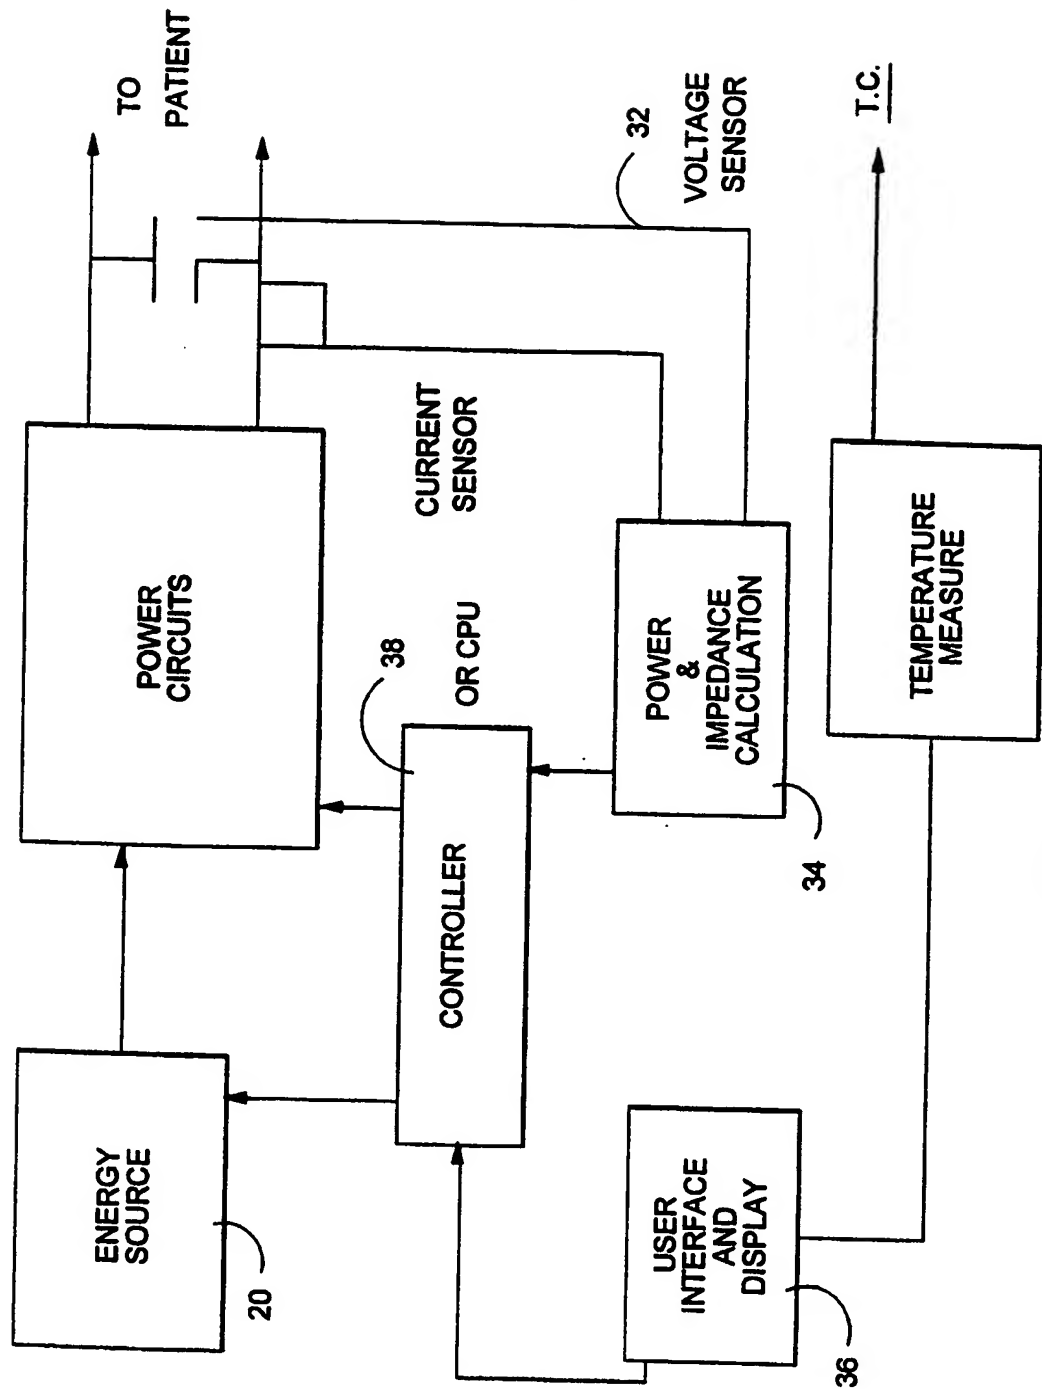 TO
PATIENT
POWER
CIRCUITS
ENERGY
SOURCE
20
32
VOLTAGE
SENSOR
CURRENT
SENSOR
38
OR CPU
CONTROLLER
T.C.
POWER
&
IMPEDANCE
CALCULATION
34
USER
INTERFACE
AND
DISPLAY
36
TEMPERATURE
MEASURE